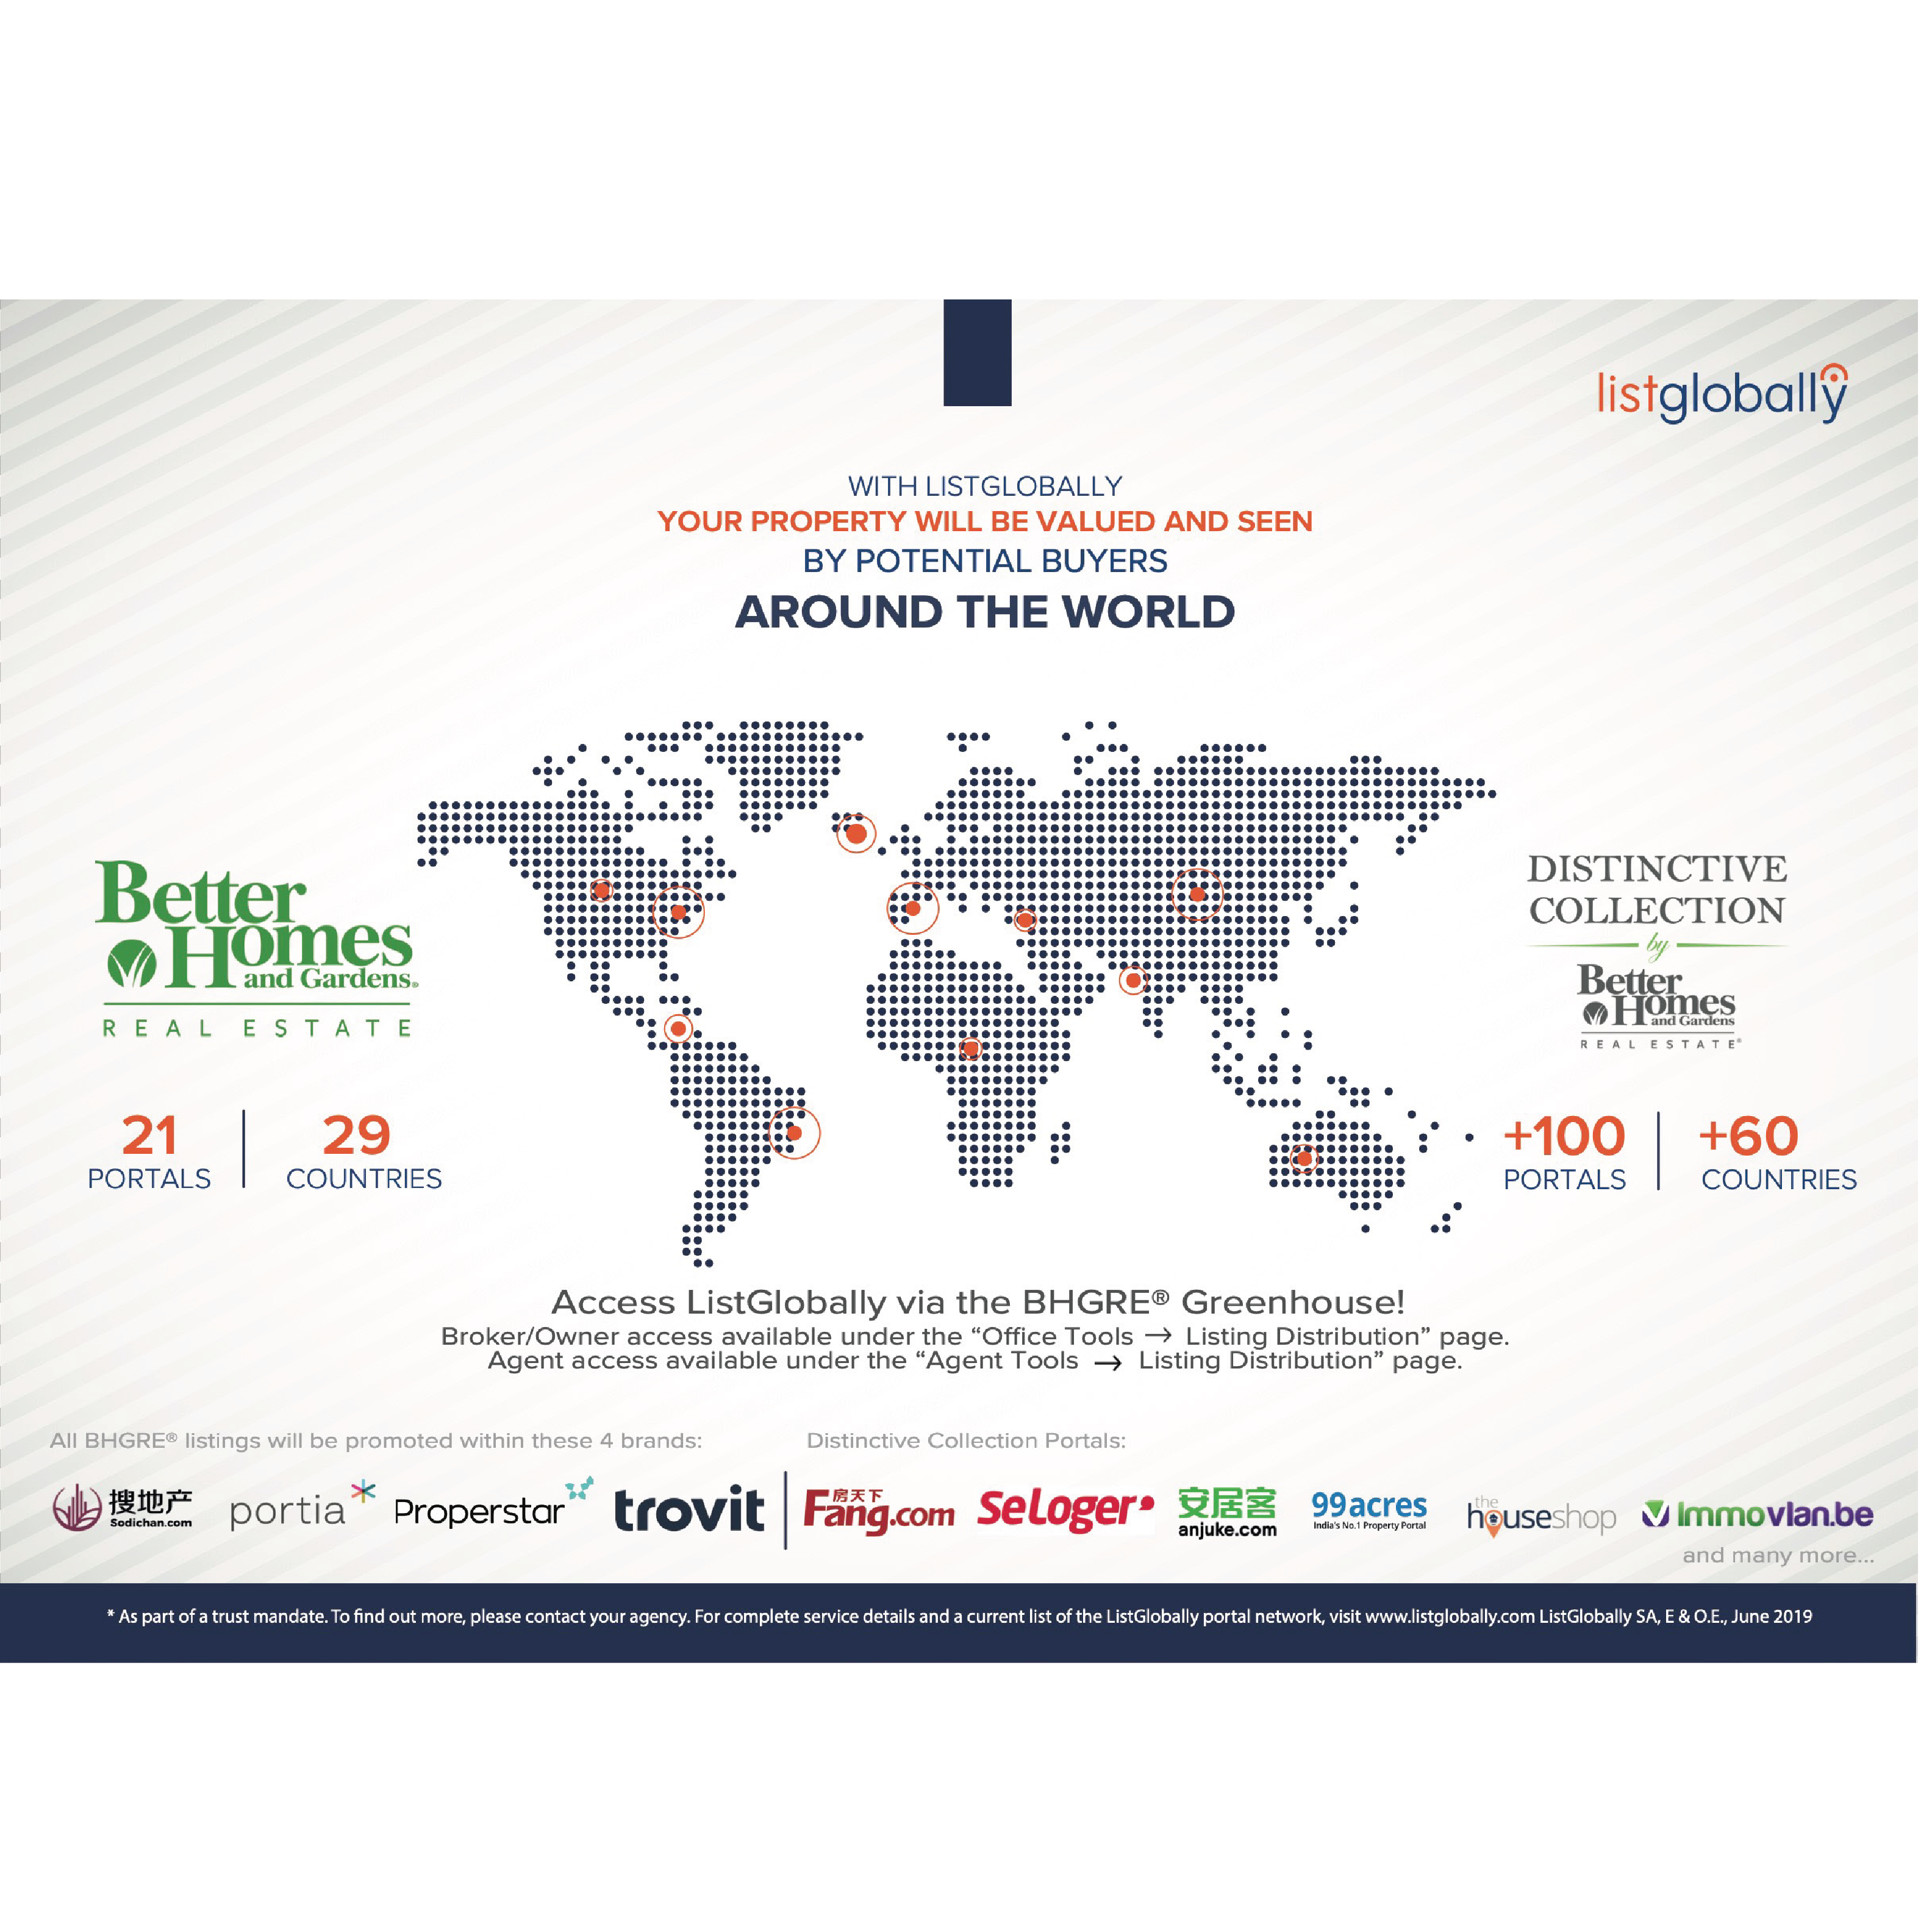 listglobally
WITH LISTGLOBALLY
YOUR PROPERTY WILL BE VALUED AND SEEN
BY POTENTIAL BUYERS
AROUND THE WORLD
Better
Homes
and Gardens®
REAL ESTATE
21
PORTALS
29
COUNTRIES
DISTINCTIVE
COLLECTION
by
Better
Homes
and Gardens
REAL ESTATE®
+100
PORTALS
+60
COUNTRIES
Access ListGlobally via the BHGRE® Greenhouse!
Broker/Owner access available under the “Office Tools → Listing Distribution” page.
Agent access available under the “Agent Tools → Listing Distribution” page.
All BHGRE® listings will be promoted within these 4 brands:
搜地产
Sodichan.com
portia
Properstar
trovit
Distinctive Collection Portals:
房天下
Fang.com
SeLoger
安居客
anjuke.com
99acres
India's No.1 Property Portal
the
houseshop
Immovlan.be
and many more...
* As part of a trust mandate. To find out more, please contact your agency. For complete service details and a current list of the ListGlobally portal network, visit www.listglobally.com ListGlobally SA, E & O.E., June 2019